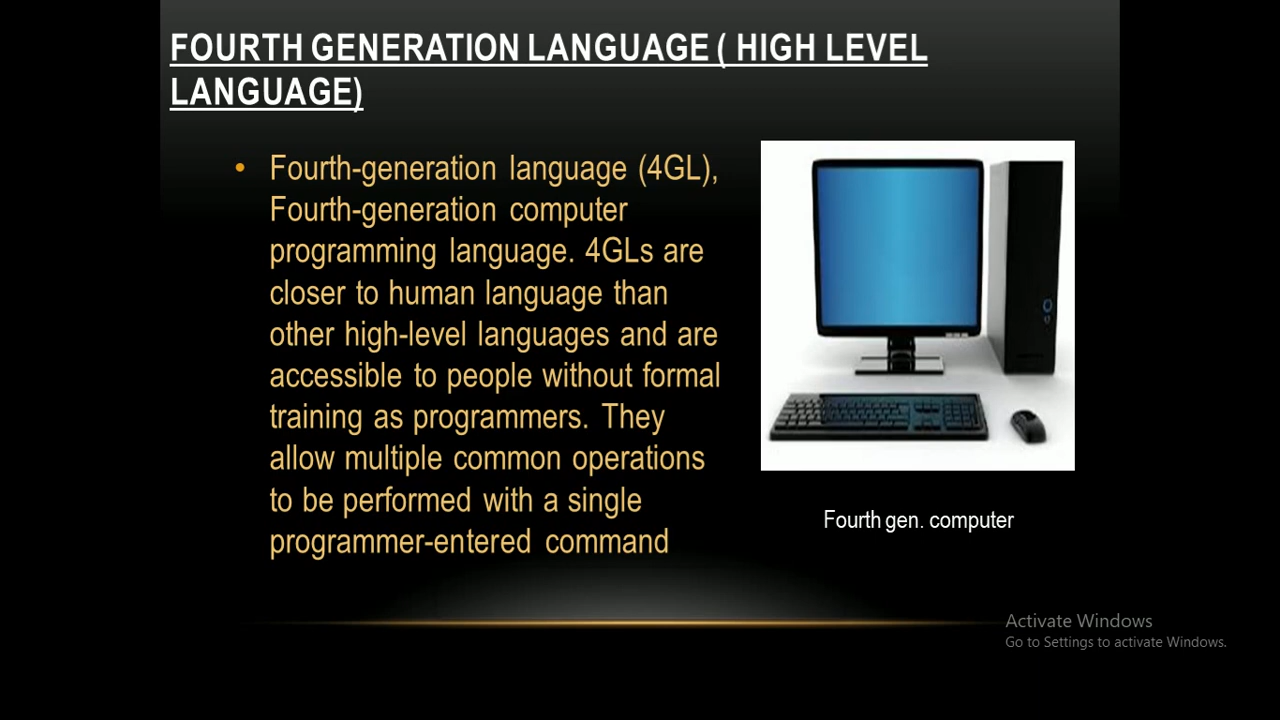 FOURTH GENERATION LANGUAGE ( HIGH LEVEL
LANGUAGE)
• Fourth-generation language (4GL),
Fourth-generation computer
programming language. 4GLs are
closer to human language than
other high-level languages and are
accessible to people without formal
training as programmers. They
allow multiple common operations
to be performed with a single
programmer-entered command
Fourth gen. computer
Activate Windows
Go to Settings to activate Windows.